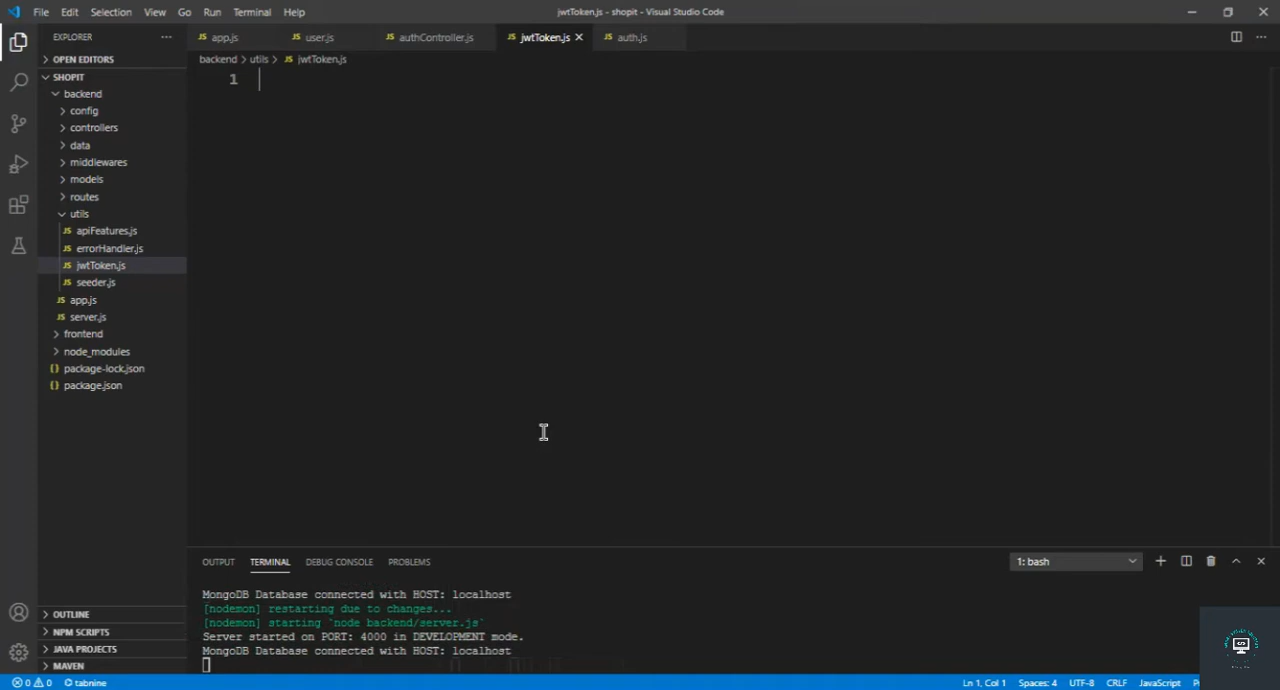 File Edit Selection View Go Run Terminal Help
jwtToken.js - shopit - Visual Studio Code
EXPLORER
app.js
user.js
authController.js
jwtToken.js
auth.js
OPEN EDITORS
SHOPIT
backend
config
controllers
data
middlewares
models
routes
utils
apiFeatures.js
errorHandler.js
jwtToken.js
seeder.js
app.js
server.js
frontend
node_modules
package-lock.json
package.json
OUTLINE
NPM SCRIPTS
JAVA PROJECTS
MAVEN
backend > utils > JS jwtToken.js
1
OUTPUT TERMINAL DEBUG CONSOLE PROBLEMS
1: bash
MongoDB Database connected with HOST: localhost
[nodemon] restarting due to changes...
[nodemon] starting `node backend/server.js`
Server started on PORT: 4000 in DEVELOPMENT mode.
MongoDB Database connected with HOST: localhost
0 0 tabnine
Ln 1, Col 1 Spaces: 4 UTF-8 CRLF JavaScript